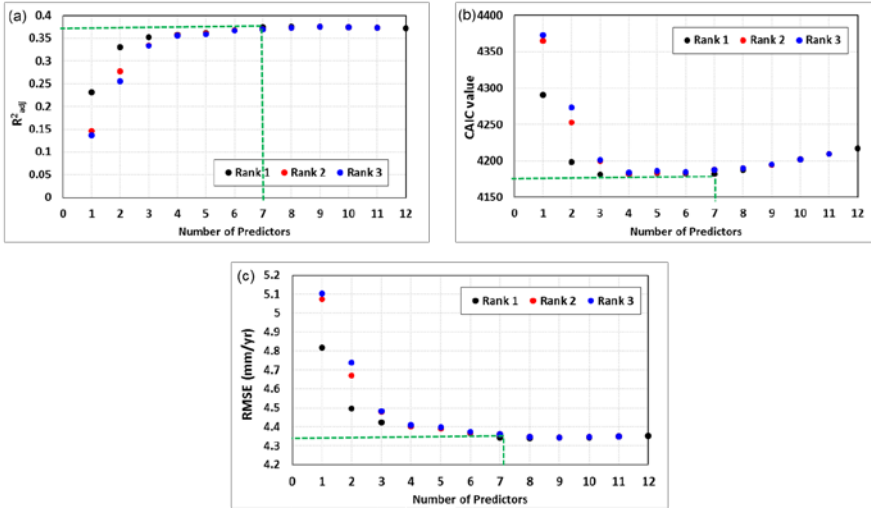 (a)
0.4
0.35
0.3
0.25
0.2
0.15
0.1
0.05
0
R²adj
Rank 1 Rank 2 Rank 3
0 1 2 3 4 5 6 7 8 9 10 11 12
Number of Predictors
(b)
4400
4350
4300
4250
4200
4150
CAIC value
Rank 1 Rank 2 Rank 3
0 1 2 3 4 5 6 7 8 9 10 11 12
Number of Predictors
(c)
5.2
5.1
5
4.9
4.8
4.7
4.6
4.5
4.4
4.3
4.2
RMSE (mm/yr)
Rank 1 Rank 2 Rank 3
0 1 2 3 4 5 6 7 8 9 10 11 12
Number of Predictors